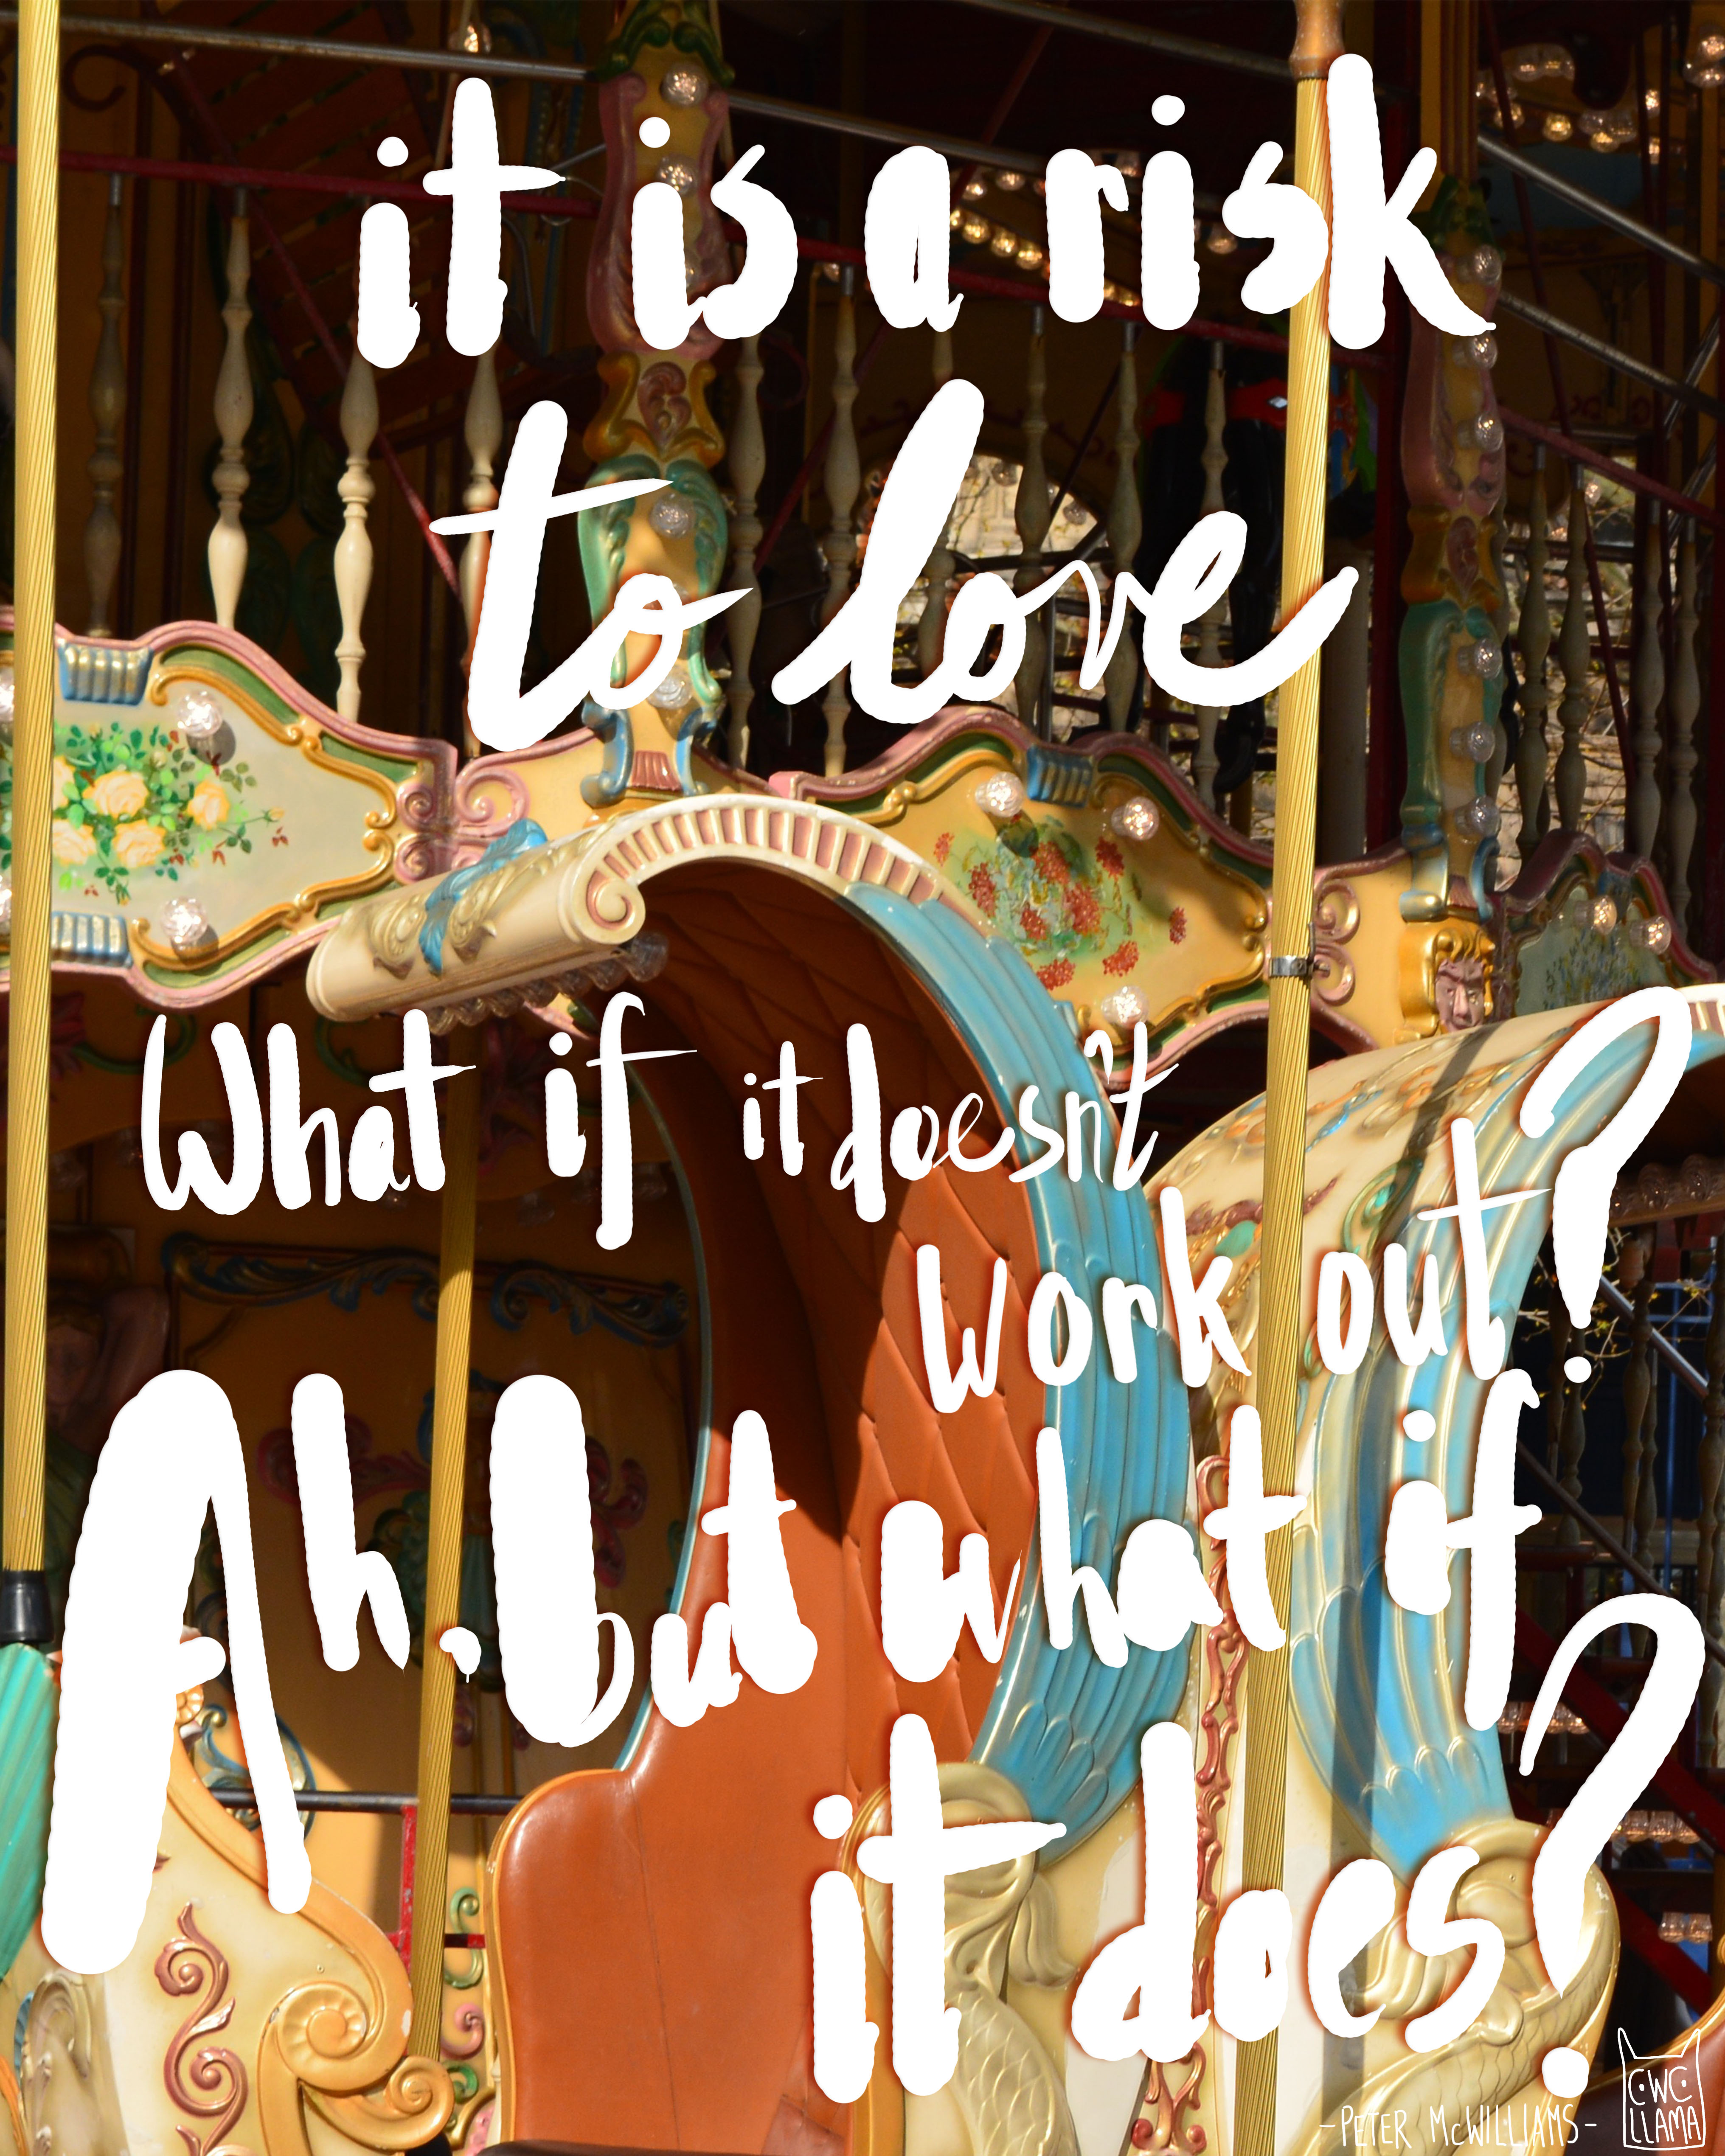 it is a risk
to love
What if it doesn't
work out?
Ah, but what if
it does?
-PETER MCWILLIAMS-
CWC
LLAMA